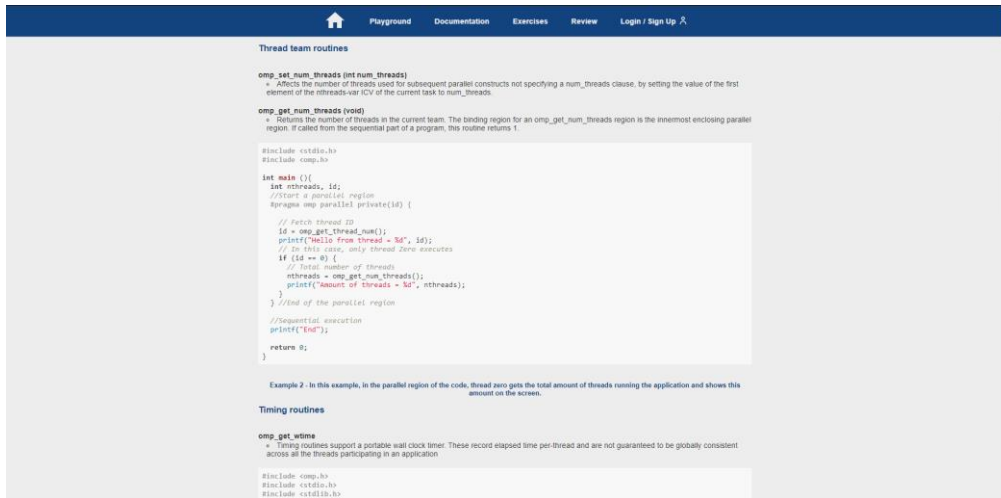 Playground Documentation Exercises Review Login / Sign Up
Thread team routines
omp_set_num_threads (int num_threads)
Affects the number of threads used for subsequent parallel constructs not specifying a num_threads clause, by setting the value of the first
element of the nthreads-var ICV of the current task to num_threads.
omp_get_num_threads (void)
Returns the number of threads in the current team. The binding region for an omp_get_num_threads region is the innermost enclosing parallel
region. If called from the sequential part of a program, this routine returns 1.
#include <stdio.h>
#include <omp.h>
int main (){
int nthreads, id;
//Start a parallel region
#pragma omp parallel private(id) {
// Fetch thread ID
id = omp_get_thread_num();
printf("Hello from thread = %d", id);
// In this case, only thread Zero executes
if (id == 0) {
// Total number of threads
nthreads = omp_get_num_threads();
printf("Amount of threads = %d", nthreads);
}
} //End of the parallel region
//Sequential execution
printf("End");
return 0;
}
Example 2 - In this example, in the parallel region of the code, thread zero gets the total amount of threads running the application and shows this
amount on the screen.
Timing routines
omp_get_wtime
Timing routines support a portable wall clock timer. These record elapsed time per-thread and are not guaranteed to be globally consistent
across all the threads participating in an application
#include <omp.h>
#include <stdio.h>
#include <stdlib.h>